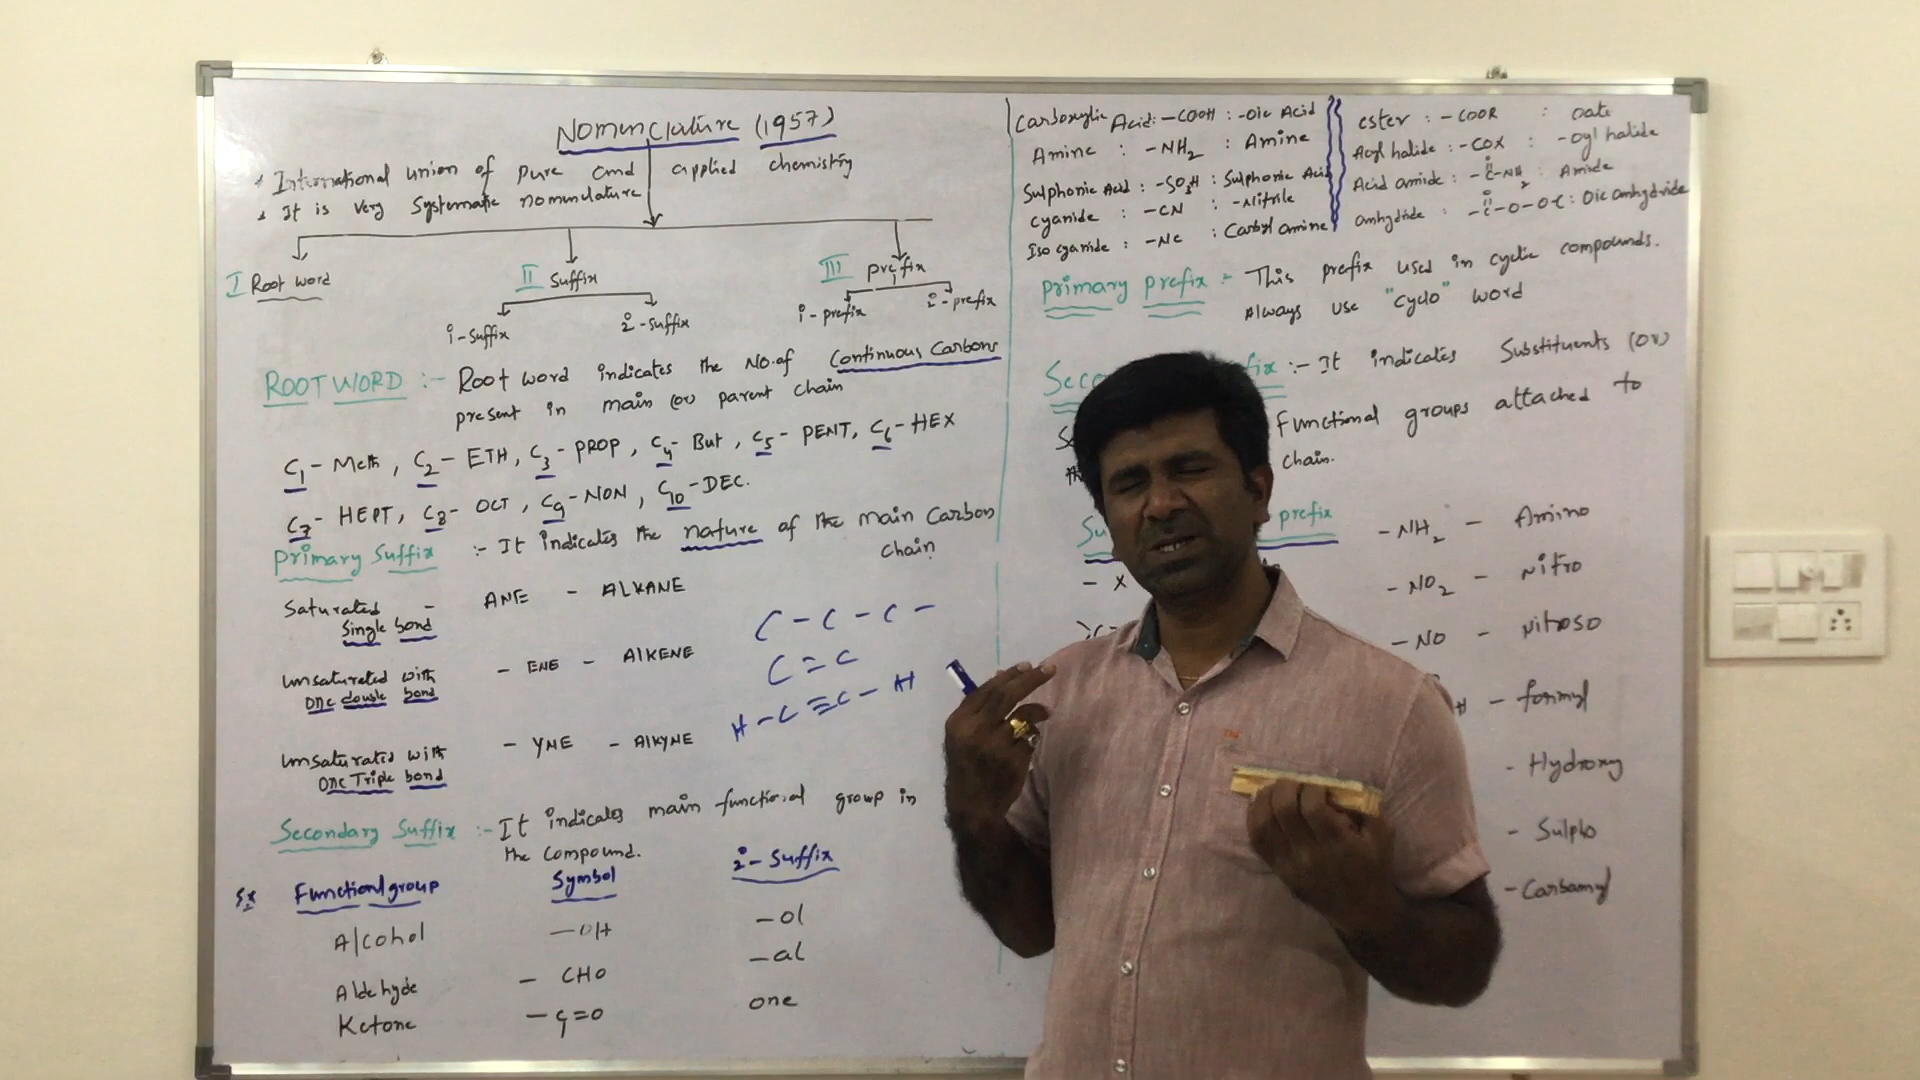 Nomenclature (1957)
* International union of pure and applied chemistry
* It is very systematic nomenclature
I Root word
II Suffix
III prefix
1°-suffix
2°-suffix
1°-prefix
2°-prefix
ROOT WORD :- Root word indicates the No.of Continuous Carbons
present in main (or) parent chain
C1 - Meth, C2 - ETH, C3 - PROP, C4 - But, C5 - PENT, C6 - HEX
C7 - HEPT, C8 - OCT, C9 - NON, C10 - DEC.
Primary Suffix :- It indicates the nature of the main Carbon
chain
Saturated - ANE - ALKANE
Single bond
C - C - C -
unsaturated with - ENE - AlKENE
one double bond
C = C
unsaturated with - YNE - AlKYNE
one Triple bond
H - C ≡ C - H
Secondary Suffix :- It indicates main functional group in
the compound.
Ex Functional group Symbol 2°-Suffix
Alcohol -OH -ol
Aldehyde - CHO -al
Ketone - C=O one
Carboxylic Acid: -COOH : -Oic Acid
Amine : -NH2 : Amine
Sulphonic Acid : -SO3H : Sulphonic Acid
Cyanide : -CN : -Nitrile
Iso cyanide : -NC : Carbyl amine
ester : -COOR : oate
Acyl halide : -COX : -oyl halide
Acid amide : -C-NH2 : Amide
anhydride : -C-O-O-C : Oic anhydride
primary prefix :- This prefix used in cyclic compounds.
Always use "cyclo" word
fix :- It indicates Substituents (or)
Functional groups attached to
chain.
prefix
- X
-NH2 - Amino
-NO2 - Nitro
-NO - Nitroso
H - formyl
- Hydroxy
- Sulpho
- Carbamyl